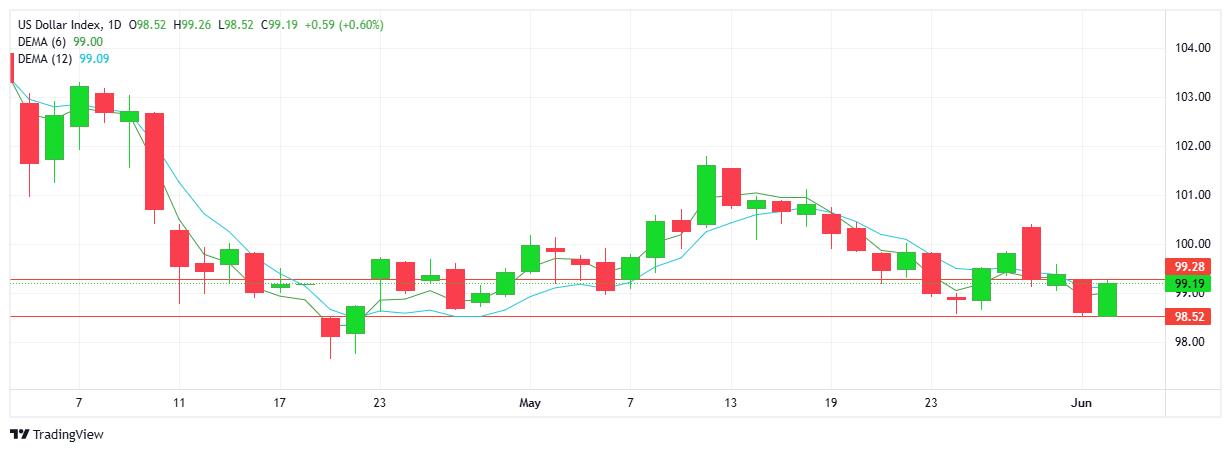 US Dollar Index, 1D O98.52 H99.26 L98.52 C99.19 +0.59 (+0.60%)
DEMA (6) 99.00
DEMA (12) 99.09
104.00
103.00
102.00
101.00
100.00
99.28
99.19
99.00
98.52
98.00
7 11 17 23 May 7 13 19 23 Jun
TradingView